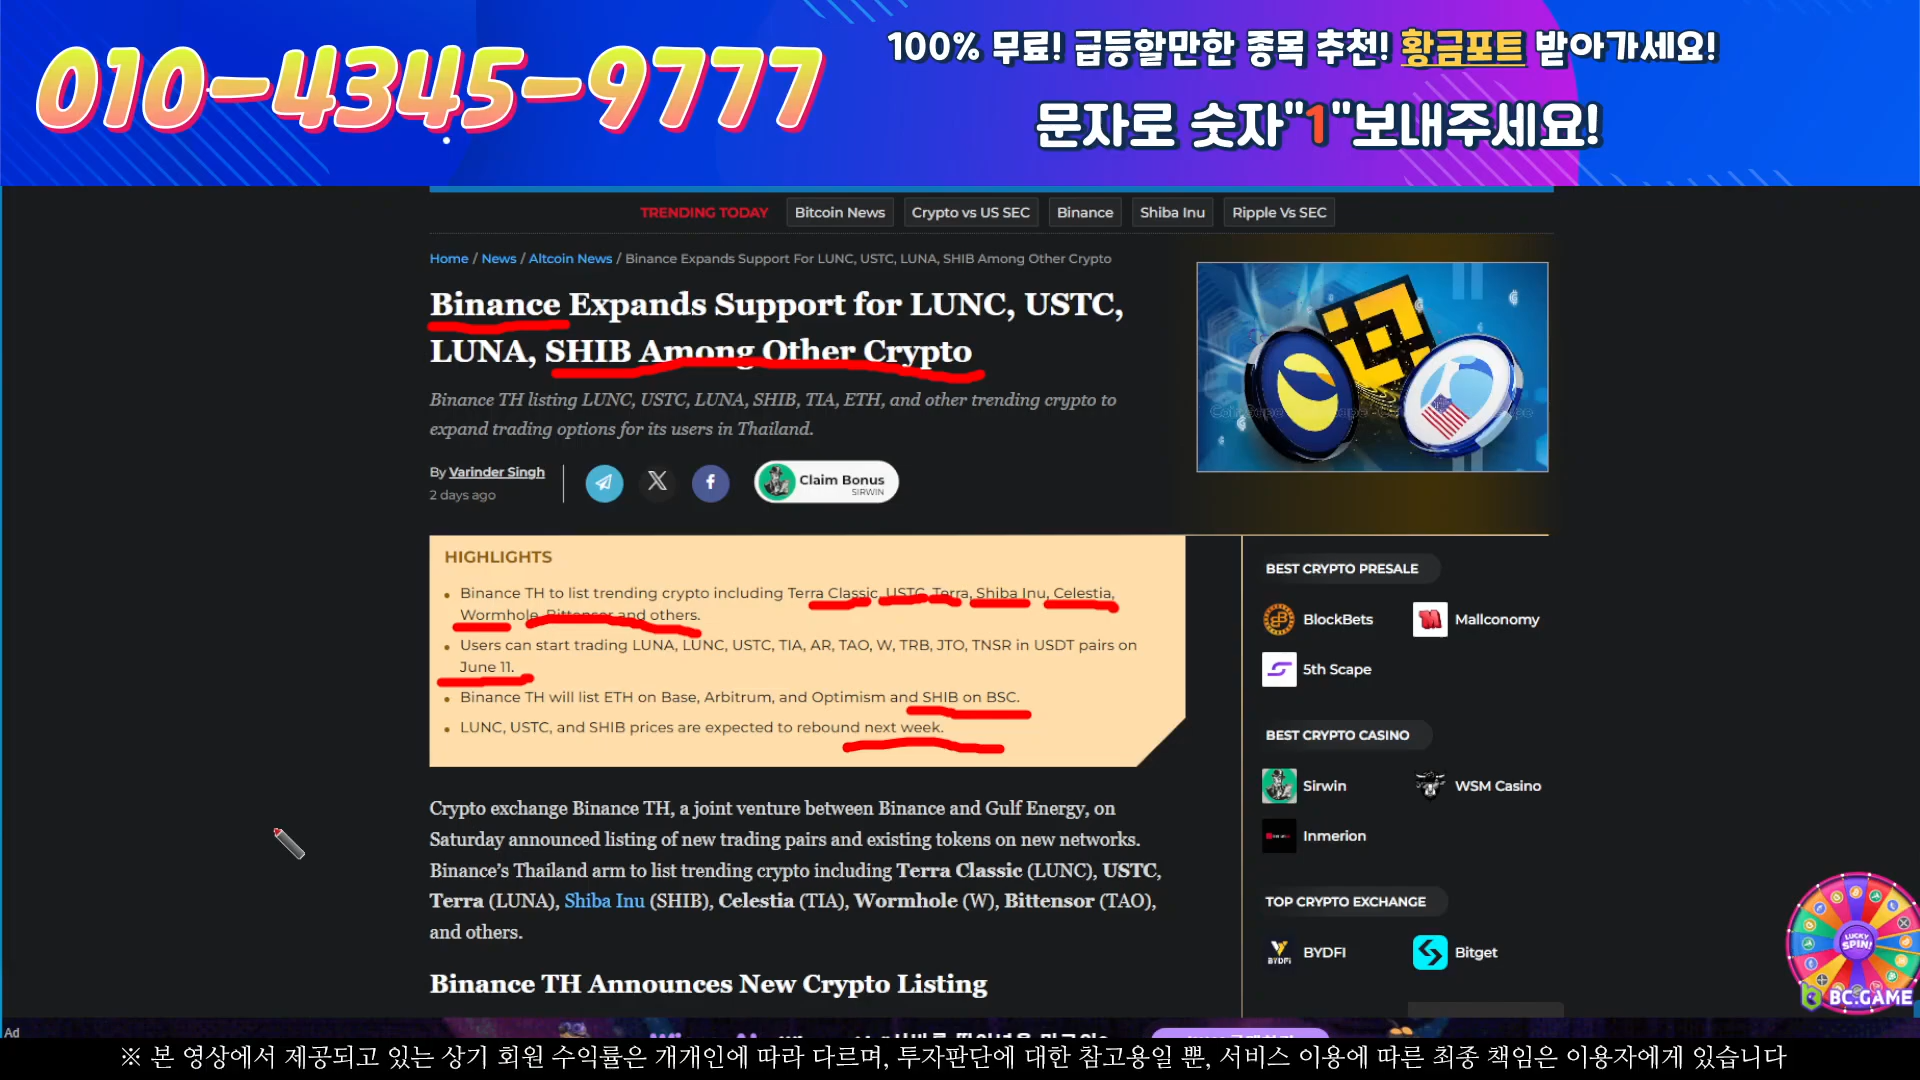 010-4345-9777
100% 무료! 급등할만한 종목 추천! 황금포트 받아가세요!
문자로 숫자"1"보내주세요!
TRENDING TODAY
Bitcoin News
Crypto vs US SEC
Binance
Shiba Inu
Ripple Vs SEC
Home / News / Altcoin News / Binance Expands Support For LUNC, USTC, LUNA, SHIB Among Other Crypto
Binance Expands Support for LUNC, USTC,
LUNA, SHIB Among Other Crypto
Binance TH listing LUNC, USTC, LUNA, SHIB, TIA, ETH, and other trending crypto to
expand trading options for its users in Thailand.
By Varinder Singh
2 days ago
Claim Bonus
SIRWIN
HIGHLIGHTS
Binance TH to list trending crypto including Terra Classic, USTC, Terra, Shiba Inu, Celestia,
Wormhole, Bittensor and others.
Users can start trading LUNA, LUNC, USTC, TIA, AR, TAO, W, TRB, JTO, TNSR in USDT pairs on
June 11.
Binance TH will list ETH on Base, Arbitrum, and Optimism and SHIB on BSC.
LUNC, USTC, and SHIB prices are expected to rebound next week.
Crypto exchange Binance TH, a joint venture between Binance and Gulf Energy, on
Saturday announced listing of new trading pairs and existing tokens on new networks.
Binance's Thailand arm to list trending crypto including Terra Classic (LUNC), USTC,
Terra (LUNA), Shiba Inu (SHIB), Celestia (TIA), Wormhole (W), Bittensor (TAO),
and others.
Binance TH Announces New Crypto Listing
BEST CRYPTO PRESALE
BlockBets
Mallconomy
5th Scape
BEST CRYPTO CASINO
Sirwin
WSM Casino
Inmerion
TOP CRYPTO EXCHANGE
BYDFI
BYDFI
Bitget
LUCKY
SPIN!
BC.GAME
Ad
※ 본 영상에서 제공되고 있는 상기 회원 수익률은 개개인에 따라 다르며, 투자판단에 대한 참고용일 뿐, 서비스 이용에 따른 최종 책임은 이용자에게 있습니다